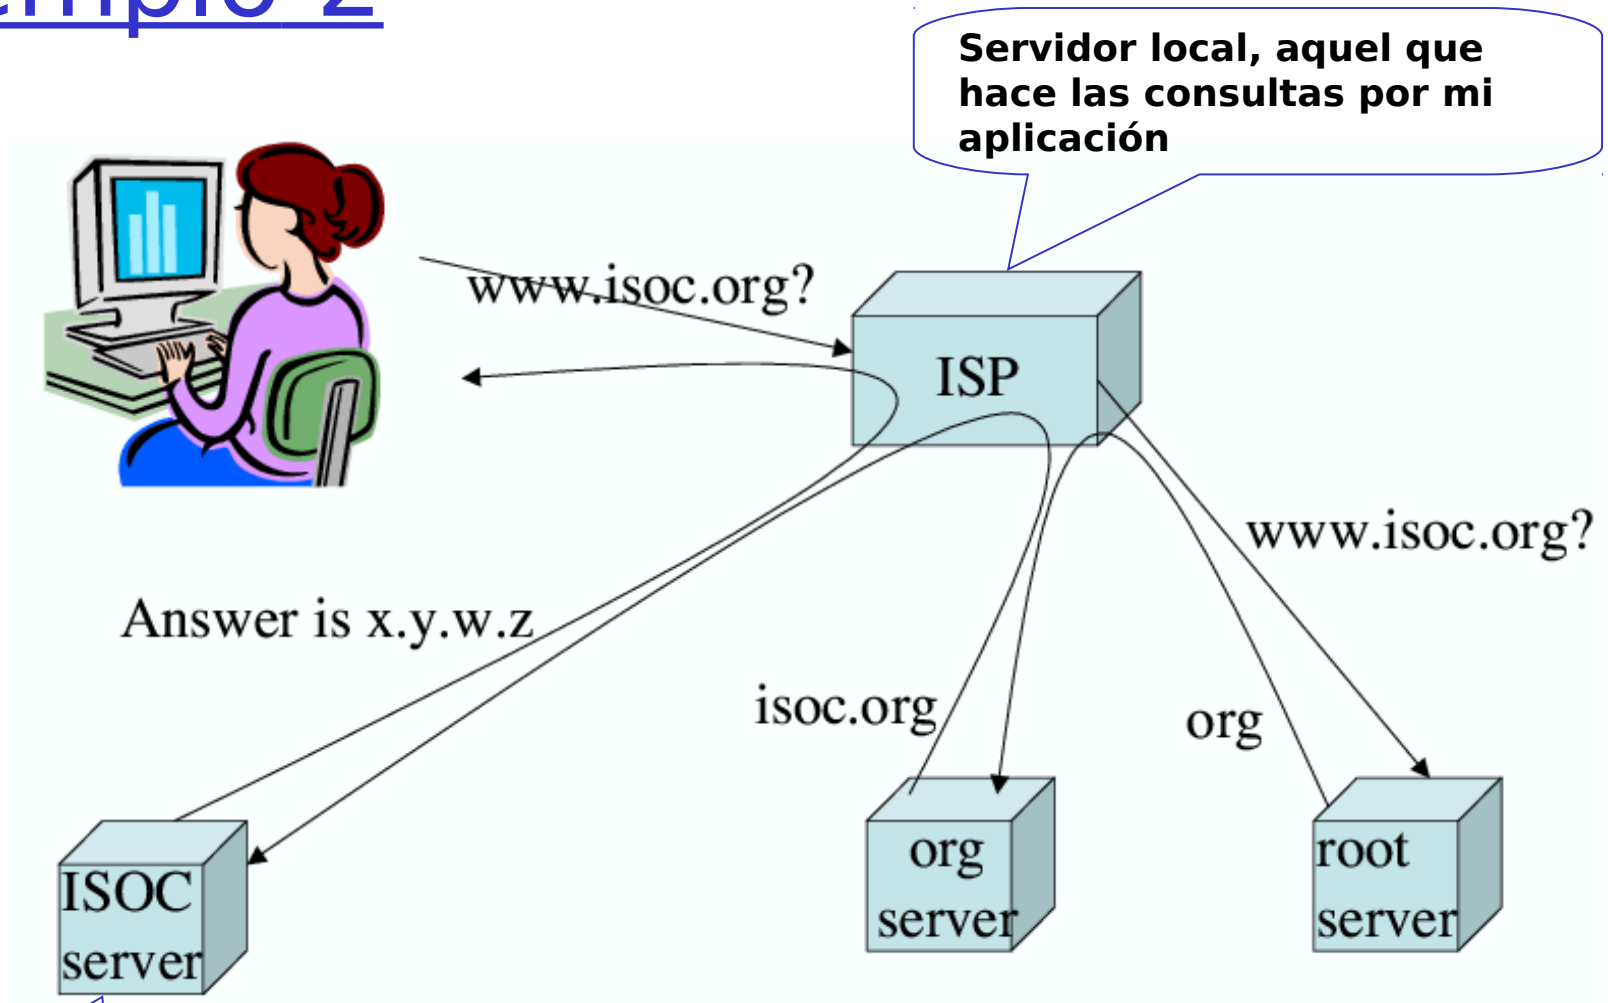 Servidor local, aquel que
hace las consultas por mi
aplicación
www.isoc.org?
ISP
www.isoc.org?
Answer is x.y.w.z
isoc.org
org
ISOC
server
org
server
root
server